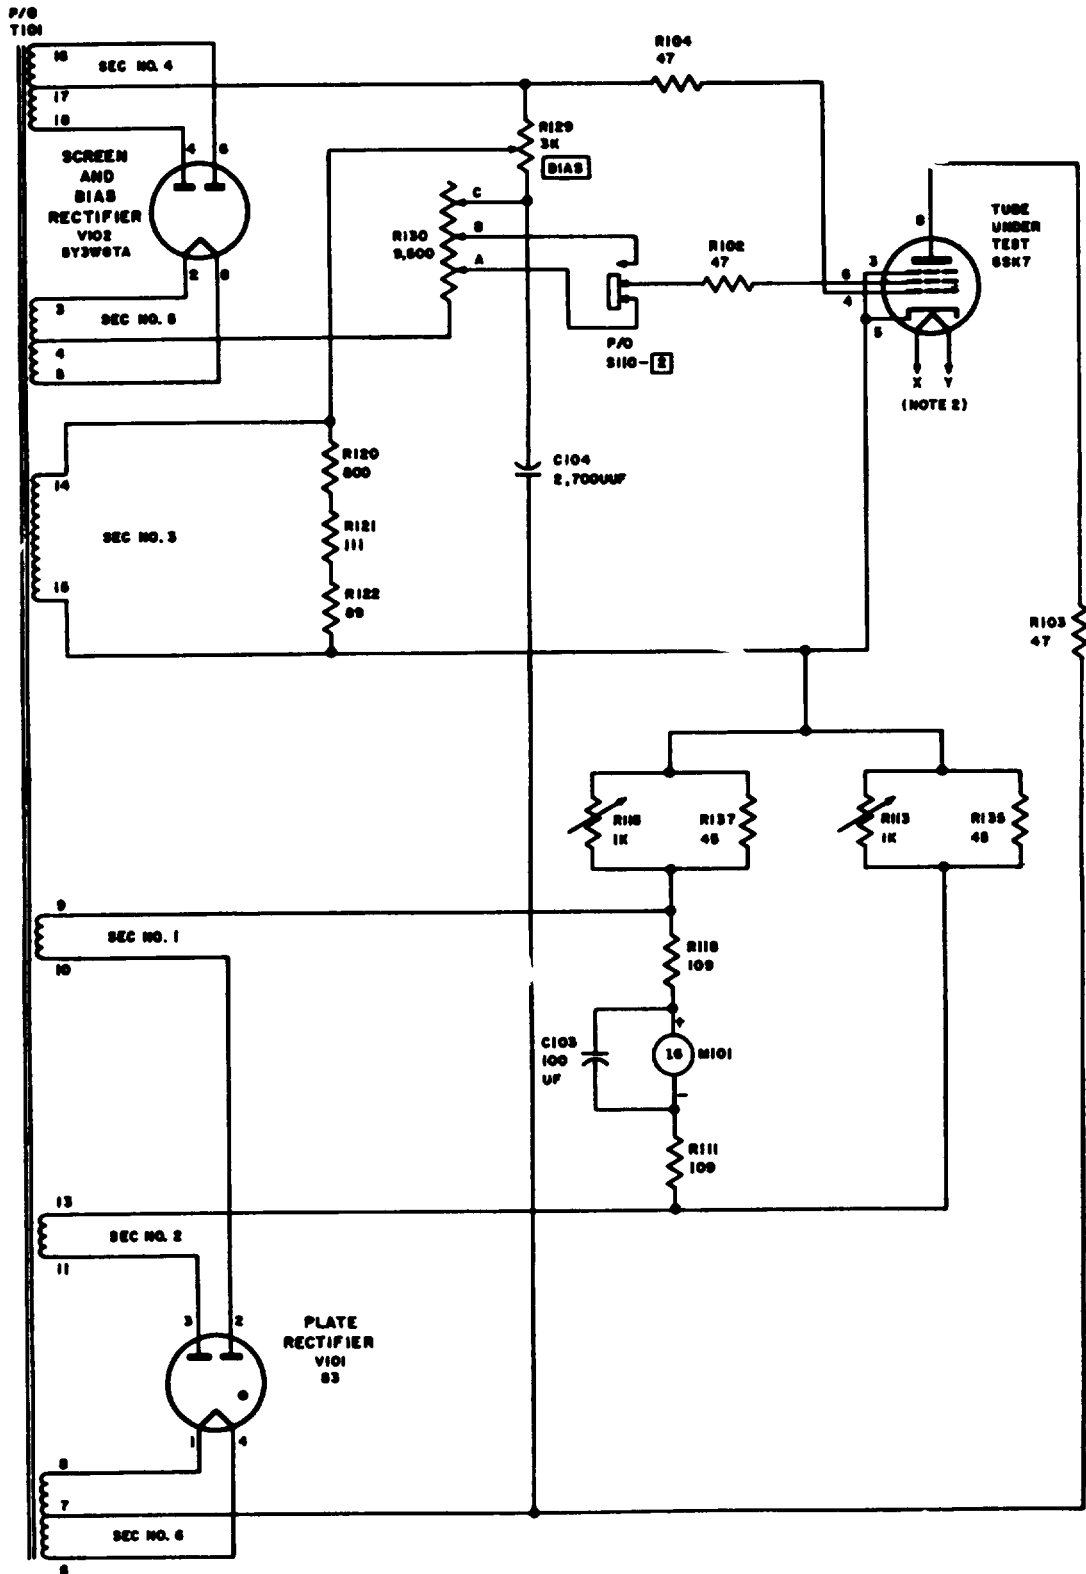 P/O
T101
16
SEC NO. 4
17
18
R104
47
4
6
SCREEN
AND
BIAS
RECTIFIER
V102
6Y3WGTA
2
8
R129
3K
BIAS
C
R130
9,500
B
A
R102
47
P/O
S110-2
TUBE
UNDER
TEST
6SK7
8
3
6
4
5
X Y
(NOTE 2)
3
SEC NO. 5
4
5
R120
800
C104
2,700UUF
14
SEC NO. 3
R121
111
15
R122
89
R103
47
R137
45
R113
1K
R135
45
1K
9
SEC NO. 1
10
R118
109
C103
100
UF
+
16
M101
-
R111
109
13
SEC NO. 2
11
3
2
PLATE
RECTIFIER
V101
83
1
4
8
7
SEC NO. 6
6